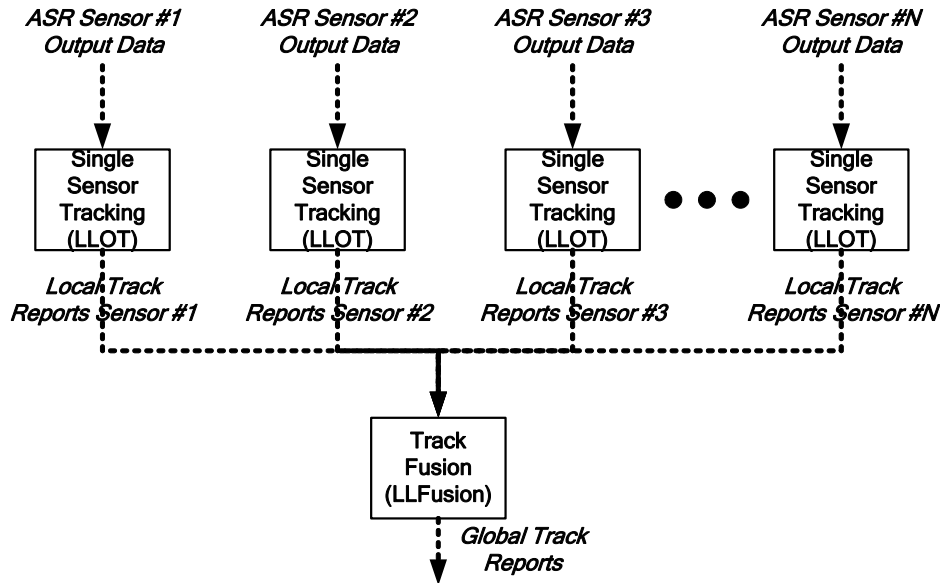 ASR Sensor #1
Output Data
ASR Sensor #2
Output Data
ASR Sensor #3
Output Data
ASR Sensor #N
Output Data
Single
Sensor
Tracking
(LLOT)
Single
Sensor
Tracking
(LLOT)
Single
Sensor
Tracking
(LLOT)
Single
Sensor
Tracking
(LLOT)
Local Track
Reports Sensor #1
Local Track
Reports Sensor #2
Local Track
Reports Sensor #3
Local Track
Reports Sensor #N
Track
Fusion
(LLFusion)
Global Track
Reports